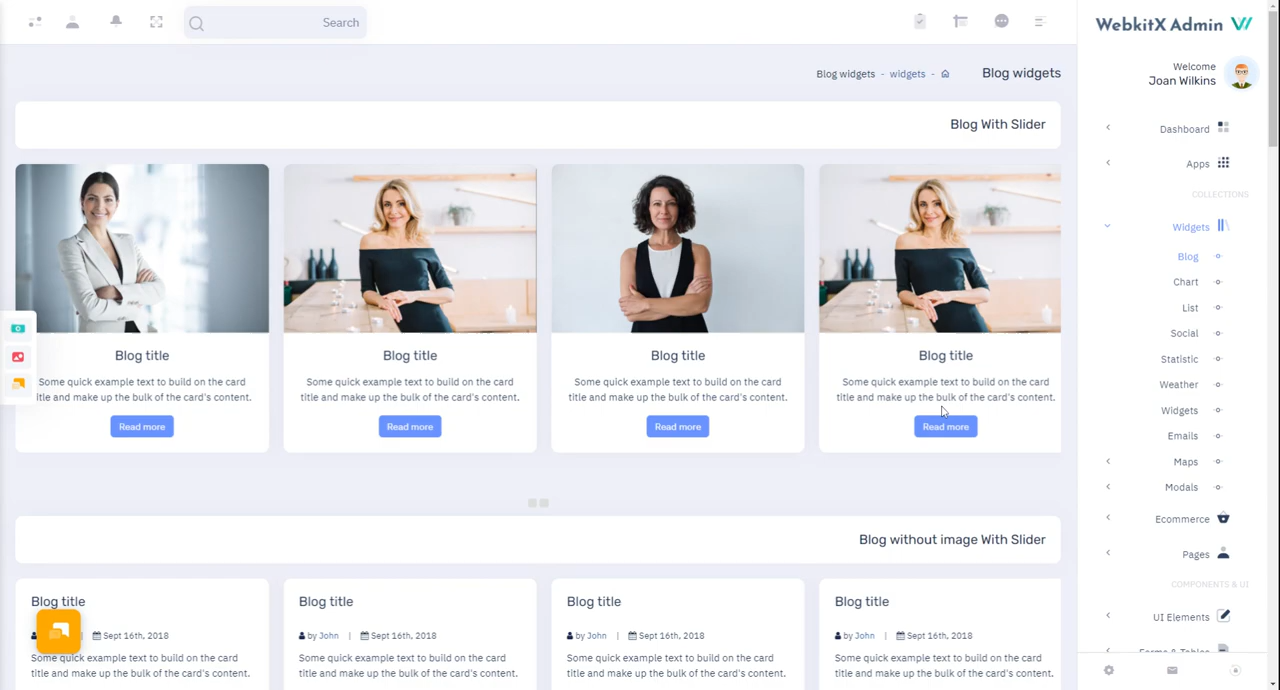 Search
WebkitX Admin
Welcome
Joan Wilkins
Blog widgets - widgets -
Blog widgets
Blog With Slider
Blog title
Some quick example text to build on the card
title and make up the bulk of the card's content.
Read more
Blog title
Some quick example text to build on the card
title and make up the bulk of the card's content.
Read more
Blog title
Some quick example text to build on the card
title and make up the bulk of the card's content.
Read more
Blog title
Some quick example text to build on the card
title and make up the bulk of the card's content.
Read more
Blog without image With Slider
Blog title
| Sept 16th, 2018
Some quick example text to build on the card
title and make up the bulk of the card's content.
Blog title
by John | Sept 16th, 2018
Some quick example text to build on the card
title and make up the bulk of the card's content.
Blog title
by John | Sept 16th, 2018
Some quick example text to build on the card
title and make up the bulk of the card's content.
Blog title
by John | Sept 16th, 2018
Some quick example text to build on the card
title and make up the bulk of the card's content.
Dashboard
Apps
COLLECTIONS
Widgets
Blog
Chart
List
Social
Statistic
Weather
Widgets
Emails
Maps
Modals
Ecommerce
Pages
COMPONENTS & UI
UI Elements
Forms & Tables